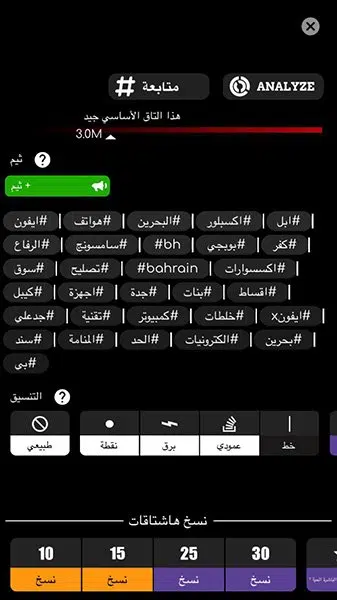 # متابعة
ANALYZE
هذا التاق الأساسي جيد
3.0M
ثيم ?
+ ثيم
#ابل | #اكسبلور | #البحرين | #هواتف | #ايفون
#كفر | #بوبجي | #bh | #سامسونج | #الرفاع
#اكسسوارات | #bahrain | #تصليح | #سوق
#اقساط | #بنات | #جدة | #اجهزة | #كيبل
#ايفونx | #خلطات | #كمبيوتر | #تقنية | #جدعلي
#بحرين | #الكترونيات | #الحد | #المنامة | #سند
#بي
التنسيق ?
خط عمودي برق نقطة طبيعي
نسخ هاشتاقات
10 15 25 30
نسخ نسخ نسخ نسخ